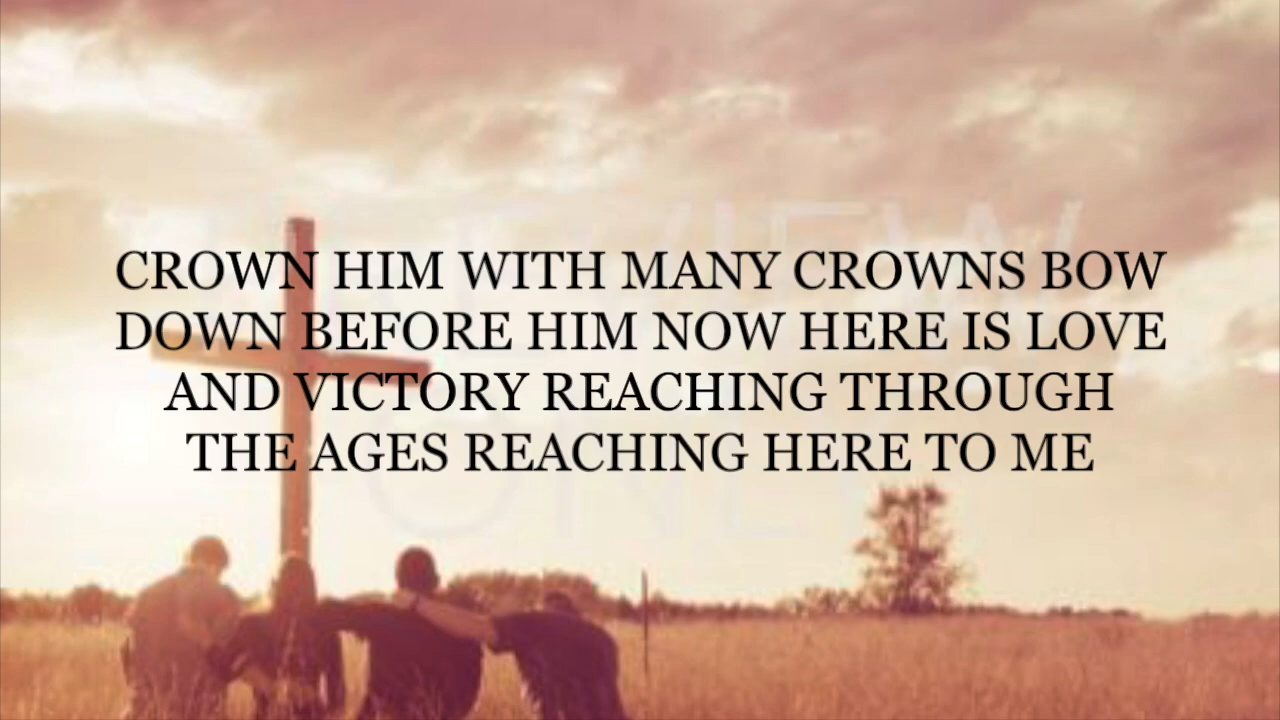 CROWN HIM WITH MANY CROWNS BOW
DOWN BEFORE HIM NOW HERE IS LOVE
AND VICTORY REACHING THROUGH
THE AGES REACHING HERE TO ME